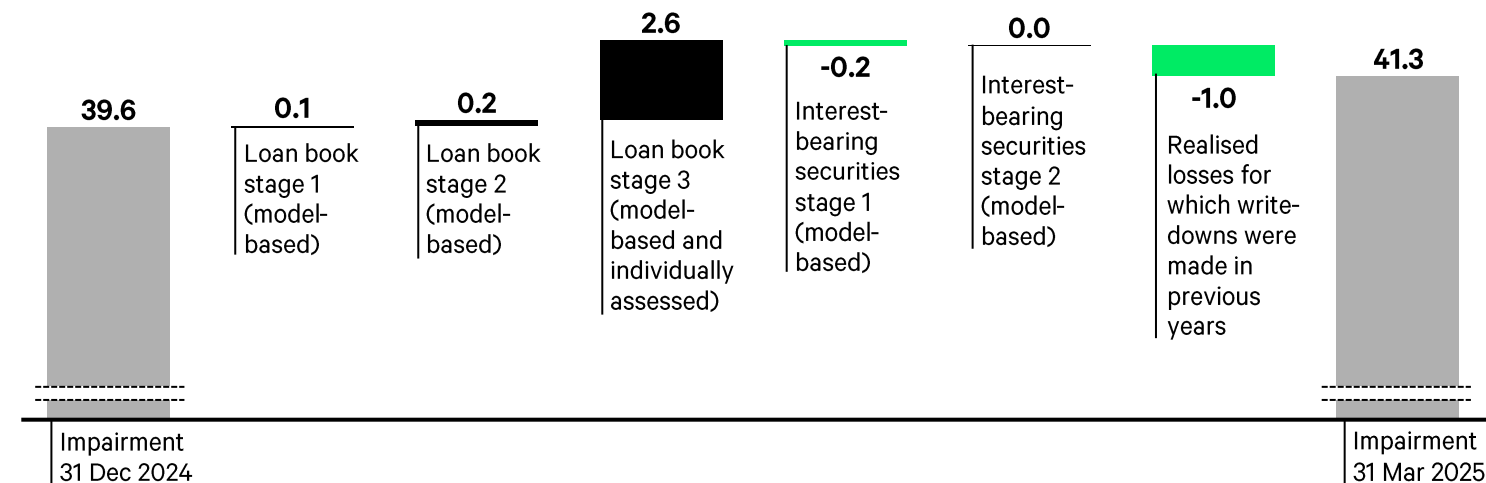 39.6
Impairment
31 Dec 2024
0.1
Loan book
stage 1
(model-
based)
0.2
Loan book
stage 2
(model-
based)
2.6
Loan book
stage 3
(model-
based and
individually
assessed)
-0.2
Interest-
bearing
securities
stage 1
(model-
based)
0.0
Interest-
bearing
securities
stage 2
(model-
based)
-1.0
Realised
losses for
which write-
downs were
made in
previous
years
41.3
Impairment
31 Mar 2025